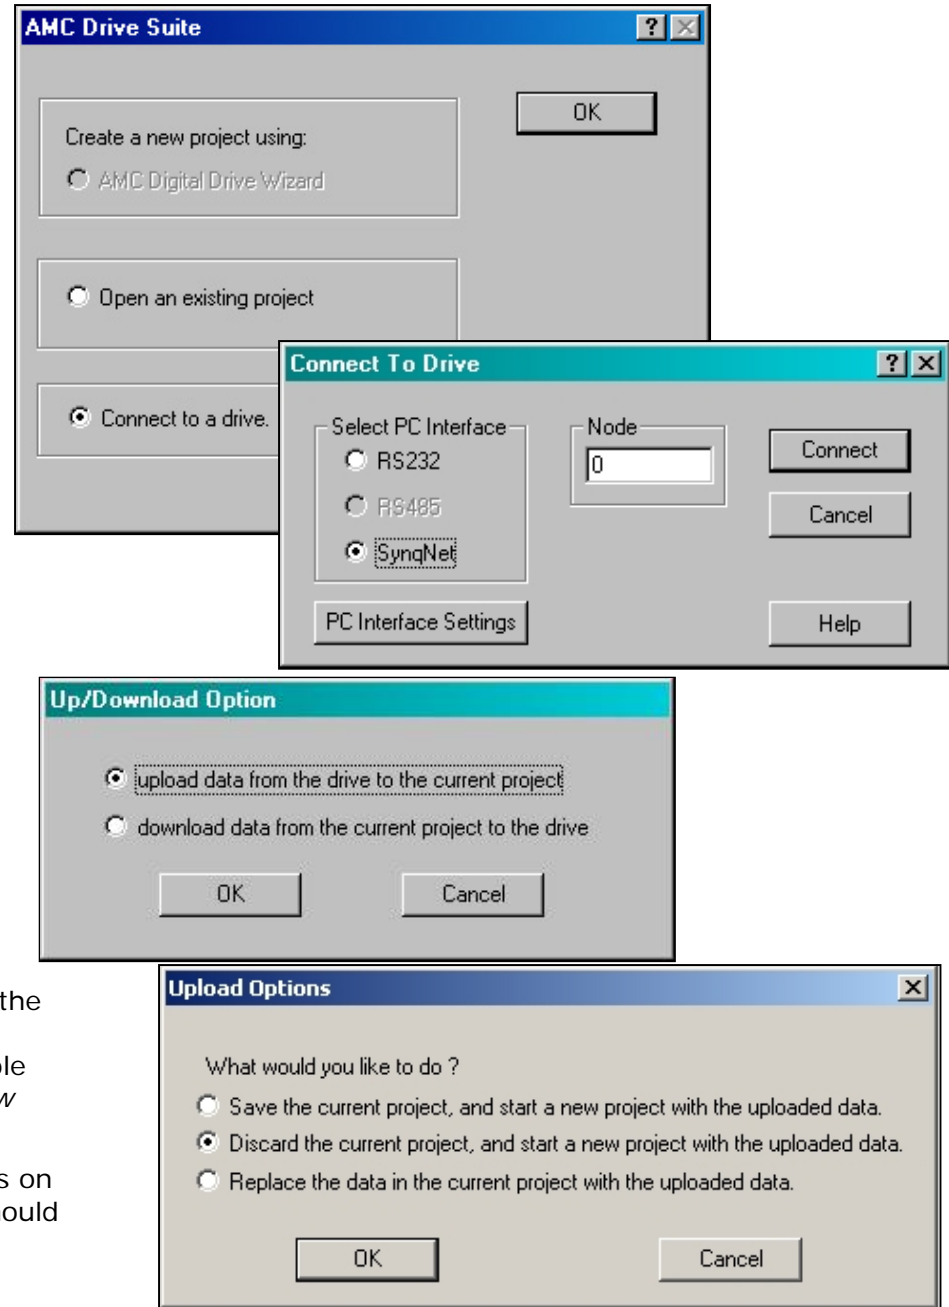 AMC Drive Suite
OK
Create a new project using:
AMC Digital Drive Wizard
Open an existing project
Connect to a drive.
Connect To Drive
Select PC Interface
RS232
RS485
SynqNet
Node
0
Connect
Cancel
PC Interface Settings
Help
Up/Download Option
upload data from the drive to the current project
download data from the current project to the drive
OK
Cancel
the
on
Upload Options
What would you like to do ?
Save the current project, and start a new project with the uploaded data.
Discard the current project, and start a new project with the uploaded data.
Replace the data in the current project with the uploaded data.
OK
Cancel